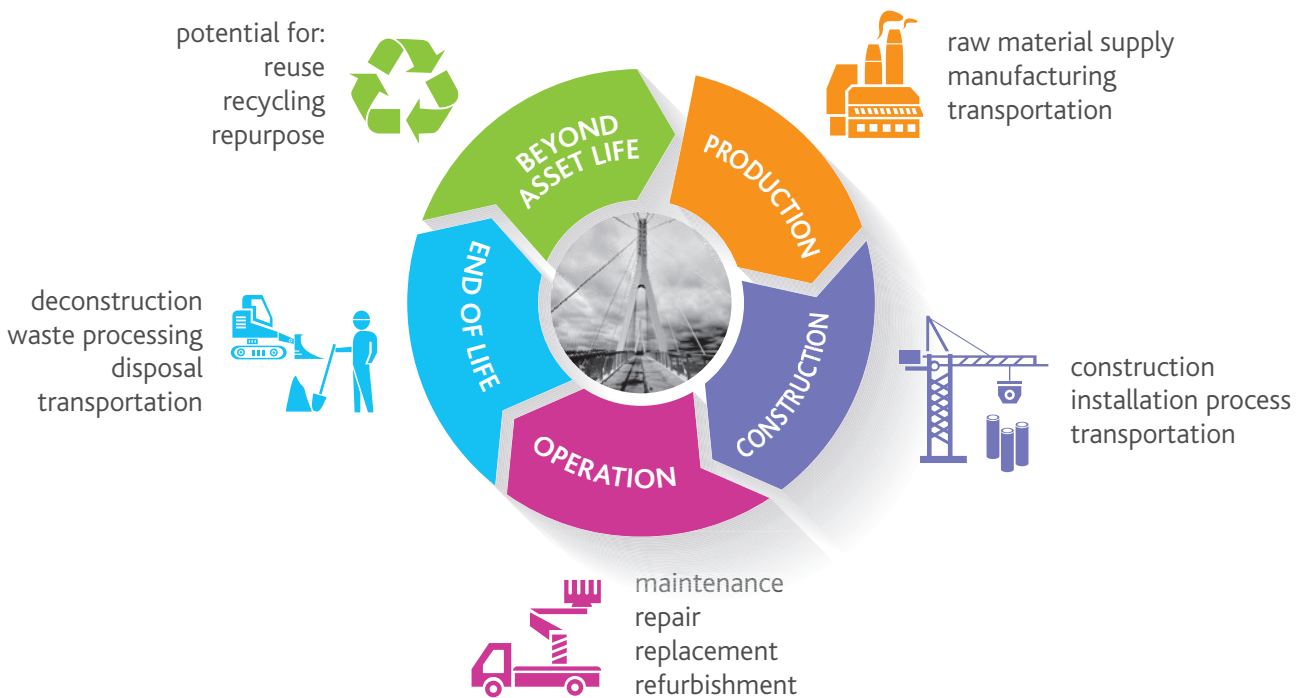 potential for:
reuse
recycling
repurpose
raw material supply
manufacturing
transportation
BEYOND
ASSET LIFE
PRODUCTION
END OF LIFE
CONSTRUCTION
OPERATION
deconstruction
waste processing
disposal
transportation
construction
installation process
transportation
maintenance
repair
replacement
refurbishment